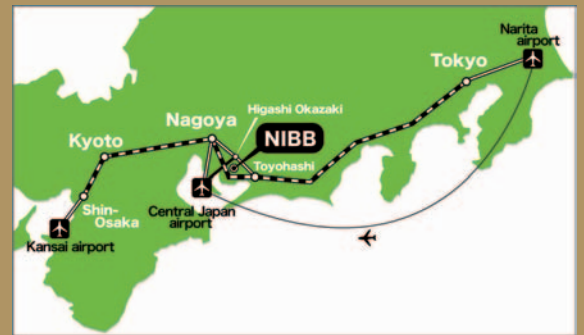 Narita
airport
Tokyo
Higashi Okazaki
Nagoya
NIBB
Kyoto
Toyohashi
Shin-
Osaka
Central Japan
airport
Kansai airport